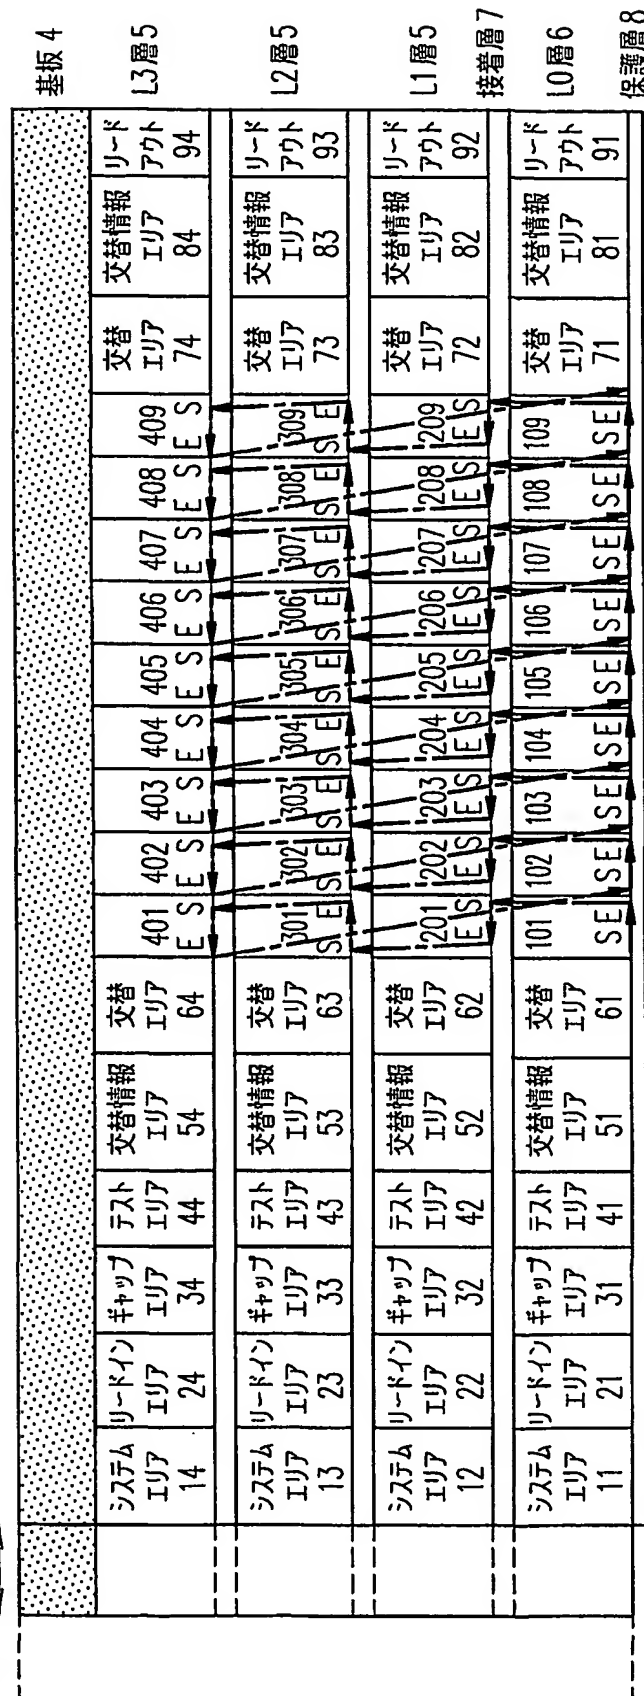 基板4
システム
エリア
14
リードイン
エリア
24
ギャップ
エリア
34
テスト
エリア
44
交替情報
エリア
54
交替
エリア
64
401
E S
402
E S
403
E S
404
E S
405
E S
406
E S
407
E S
408
E S
409
E S
交替
エリア
74
交替情報
エリア
84
リード
アウト
94
L3層5
システム
エリア
13
リードイン
エリア
23
ギャップ
エリア
33
テスト
エリア
43
交替情報
エリア
53
交替
エリア
63
301
S E
302
S E
303
S E
304
S E
305
S E
306
S E
307
S E
308
S E
309
S E
交替
エリア
73
交替情報
エリア
83
リード
アウト
93
L2層5
システム
エリア
12
リードイン
エリア
22
ギャップ
エリア
32
テスト
エリア
42
交替情報
エリア
52
交替
エリア
62
201
E S
202
E S
203
E S
204
E S
205
E S
206
E S
207
E S
208
E S
209
E S
交替
エリア
72
交替情報
エリア
82
リード
アウト
92
L1層5
接着層7
システム
エリア
11
リードイン
エリア
21
ギャップ
エリア
31
テスト
エリア
41
交替情報
エリア
51
交替
エリア
61
101
S E
102
S E
103
S E
104
S E
105
S E
106
S E
107
S E
108
S E
109
S E
交替
エリア
71
交替情報
エリア
81
リード
アウト
91
L0層6
保護層8